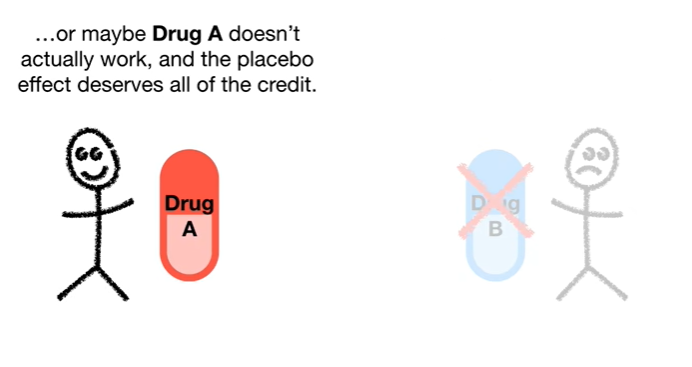 …or maybe Drug A doesn’t
actually work, and the placebo
effect deserves all of the credit.
Drug
A
Drug
B